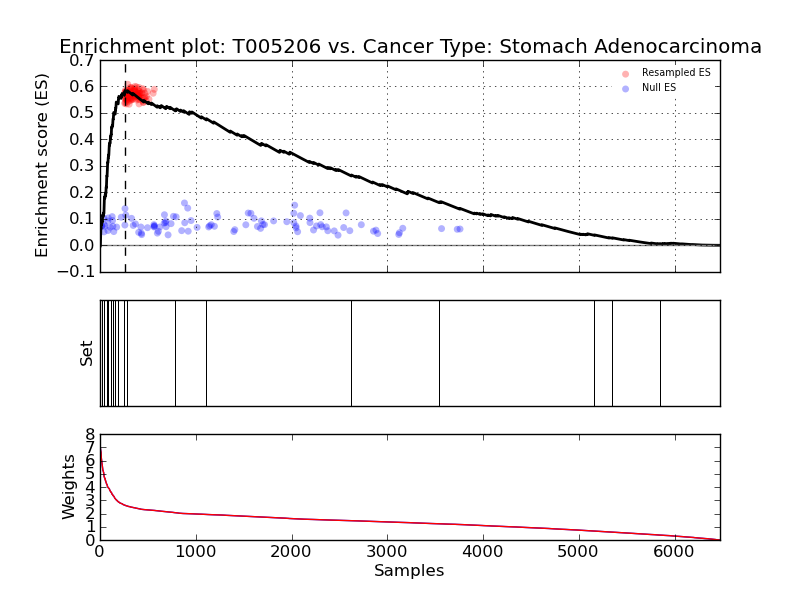 Enrichment plot: T005206 vs. Cancer Type: Stomach Adenocarcinoma
0.7
0.6
0.5
0.4
0.3
0.2
0.1
0.0
−0.1
Enrichment score (ES)
Resampled ES
Null ES
Set
8
7
6
5
4
3
2
1
0
Weights
0 1000 2000 3000 4000 5000 6000
Samples